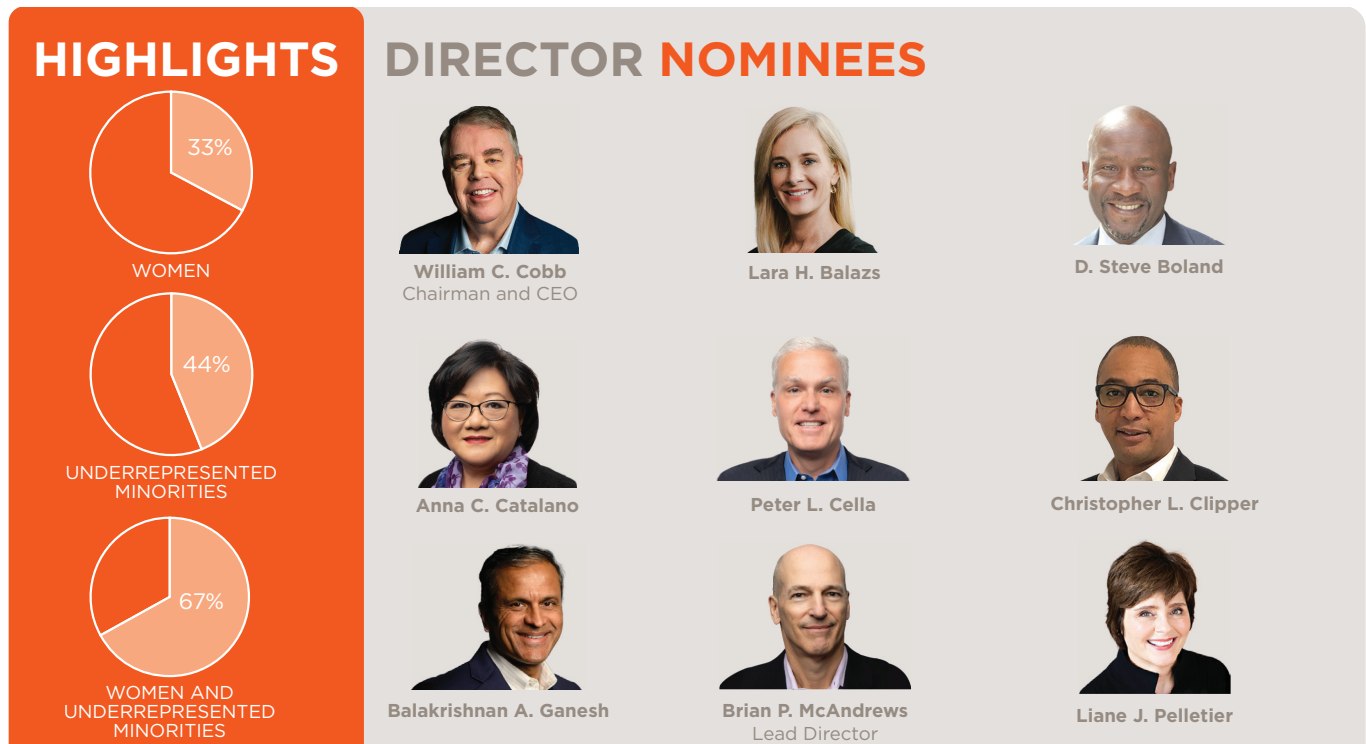 HIGHLIGHTS
33%
WOMEN
44%
UNDERREPRESENTED
MINORITIES
67%
WOMEN AND
UNDERREPRESENTED
MINORITIES
DIRECTOR NOMINEES
William C. Cobb
Chairman and CEO
Lara H. Balazs
D. Steve Boland
Anna C. Catalano
Peter L. Cella
Christopher L. Clipper
Balakrishnan A. Ganesh
Brian P. McAndrews
Lead Director
Liane J. Pelletier